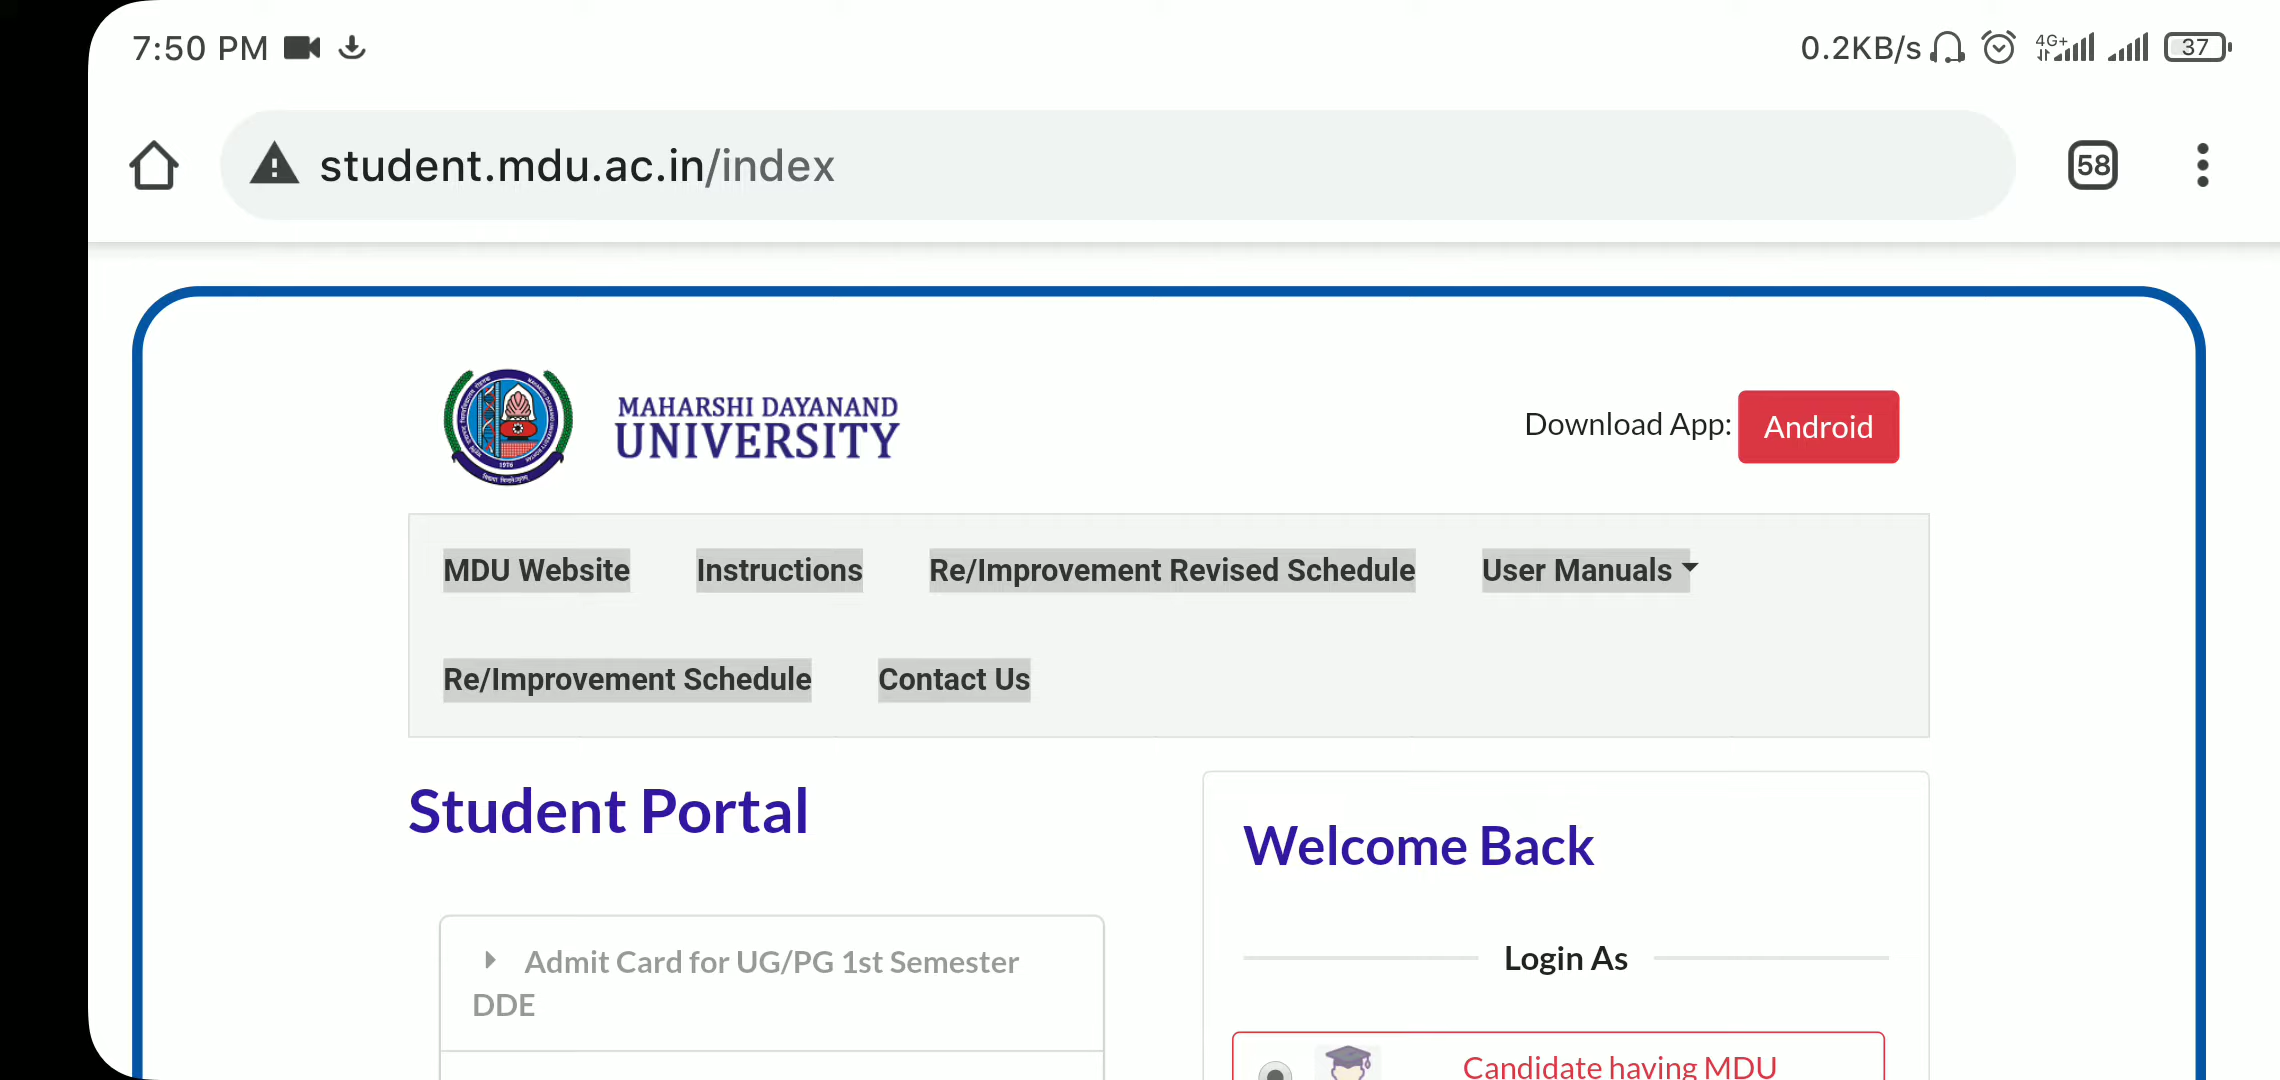 7:50 PM
0.2KB/s 4G+ 37
student.mdu.ac.in/index
58
MAHARSHI DAYANAND
UNIVERSITY
1976
Download App: Android
MDU Website Instructions Re/Improvement Revised Schedule User Manuals
Re/Improvement Schedule Contact Us
Student Portal
Welcome Back
Admit Card for UG/PG 1st Semester
DDE
Login As
Candidate having MDU